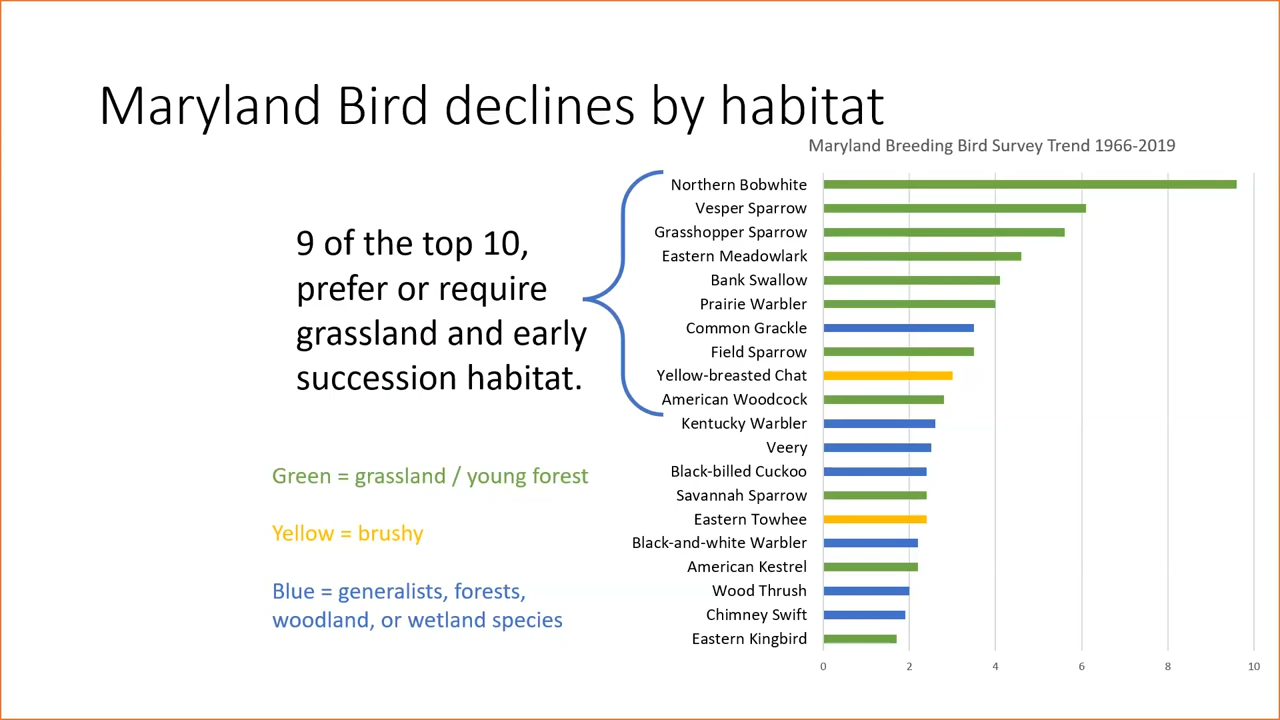 Maryland Bird declines by habitat
Maryland Breeding Bird Survey Trend 1966-2019
9 of the top 10,
prefer or require
grassland and early
succession habitat.
Green = grassland / young forest
Yellow = brushy
Blue = generalists, forests,
woodland, or wetland species
Northern Bobwhite
Vesper Sparrow
Grasshopper Sparrow
Eastern Meadowlark
Bank Swallow
Prairie Warbler
Common Grackle
Field Sparrow
Yellow-breasted Chat
American Woodcock
Kentucky Warbler
Veery
Black-billed Cuckoo
Savannah Sparrow
Eastern Towhee
Black-and-white Warbler
American Kestrel
Wood Thrush
Chimney Swift
Eastern Kingbird
0 2 4 6 8 10